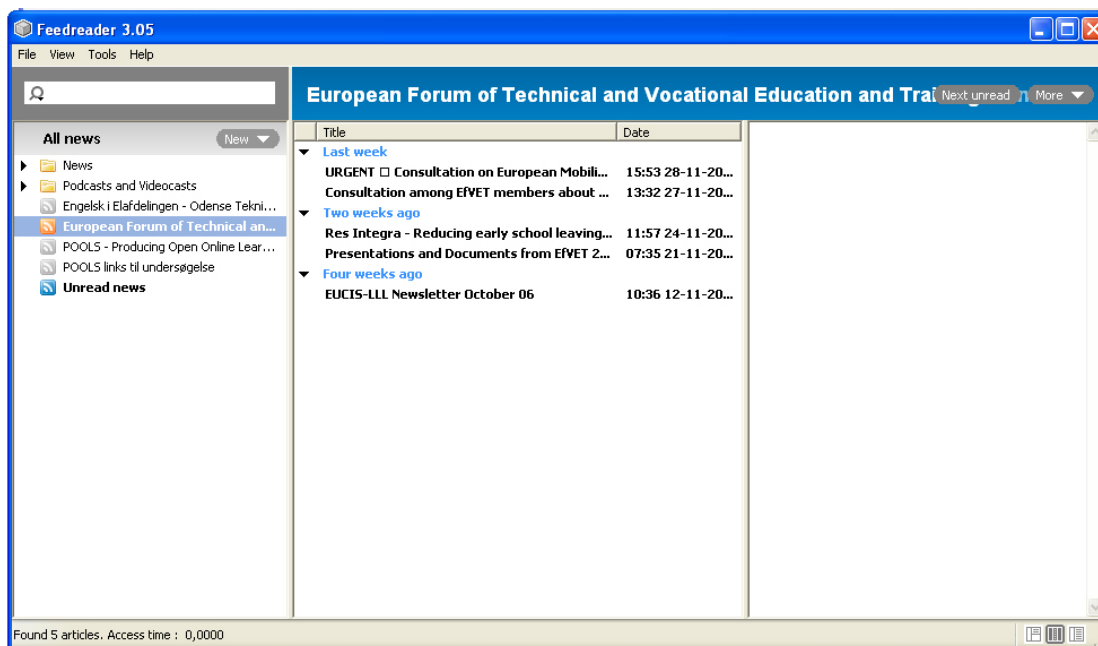 Feedreader 3.05
File View Tools Help
European Forum of Technical and Vocational Education and Trai
Next unread
More
All news
New
News
Podcasts and Videocasts
Engelsk i Elafdelingen - Odense Tekni...
European Forum of Technical an...
POOLS - Producing Open Online Lear...
POOLS links til undersøgelse
Unread news
Title Date
Last week
URGENT □ Consultation on European Mobili... 15:53 28-11-20...
Consultation among EfVET members about ... 13:32 27-11-20...
Two weeks ago
Res Integra - Reducing early school leaving... 11:57 24-11-20...
Presentations and Documents from EfVET 2... 07:35 21-11-20...
Four weeks ago
EUCIS-LLL Newsletter October 06 10:36 12-11-20...
Found 5 articles. Access time : 0,0000